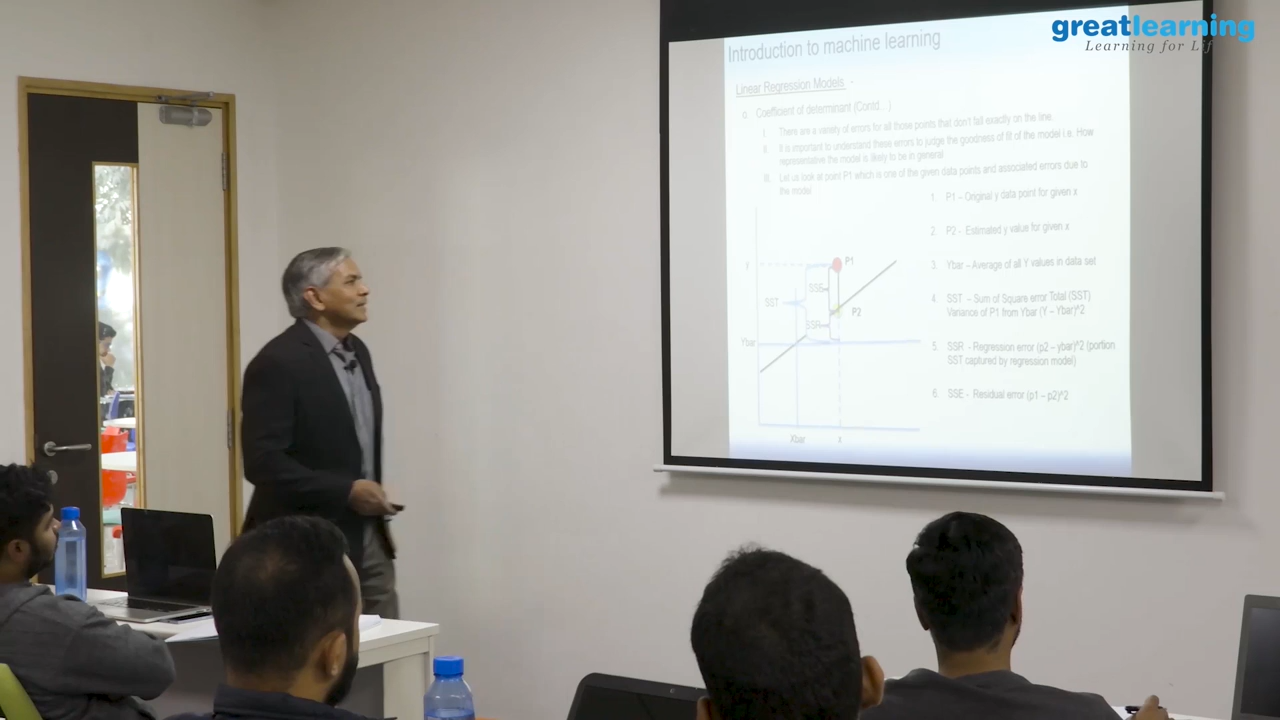 greatlearning
Learning for Lif
Introduction to machine learning
Linear Regression Models -
o. Coefficient of determinant (Contd...)
I. There are a variety of errors for all those points that don't fall exactly on the line.
II. It is important to understand these errors to judge the goodness of fit of the model i.e. How
representative the model is likely to be in general
III. Let us look at point P1 which is one of the given data points and associated errors due to
the model
1. P1 – Original y data point for given x
2. P2 - Estimated y value for given x
3. Ybar – Average of all Y values in data set
4. SST – Sum of Square error Total (SST)
Variance of P1 from Ybar (Y – Ybar)^2
5. SSR - Regression error (p2 – ybar)^2 (portion
SST captured by regression model)
6 SSE - Residual error (p1 – p2)^2
P1
SSE
SST
P2
SSR
Ybar
Xbar
x